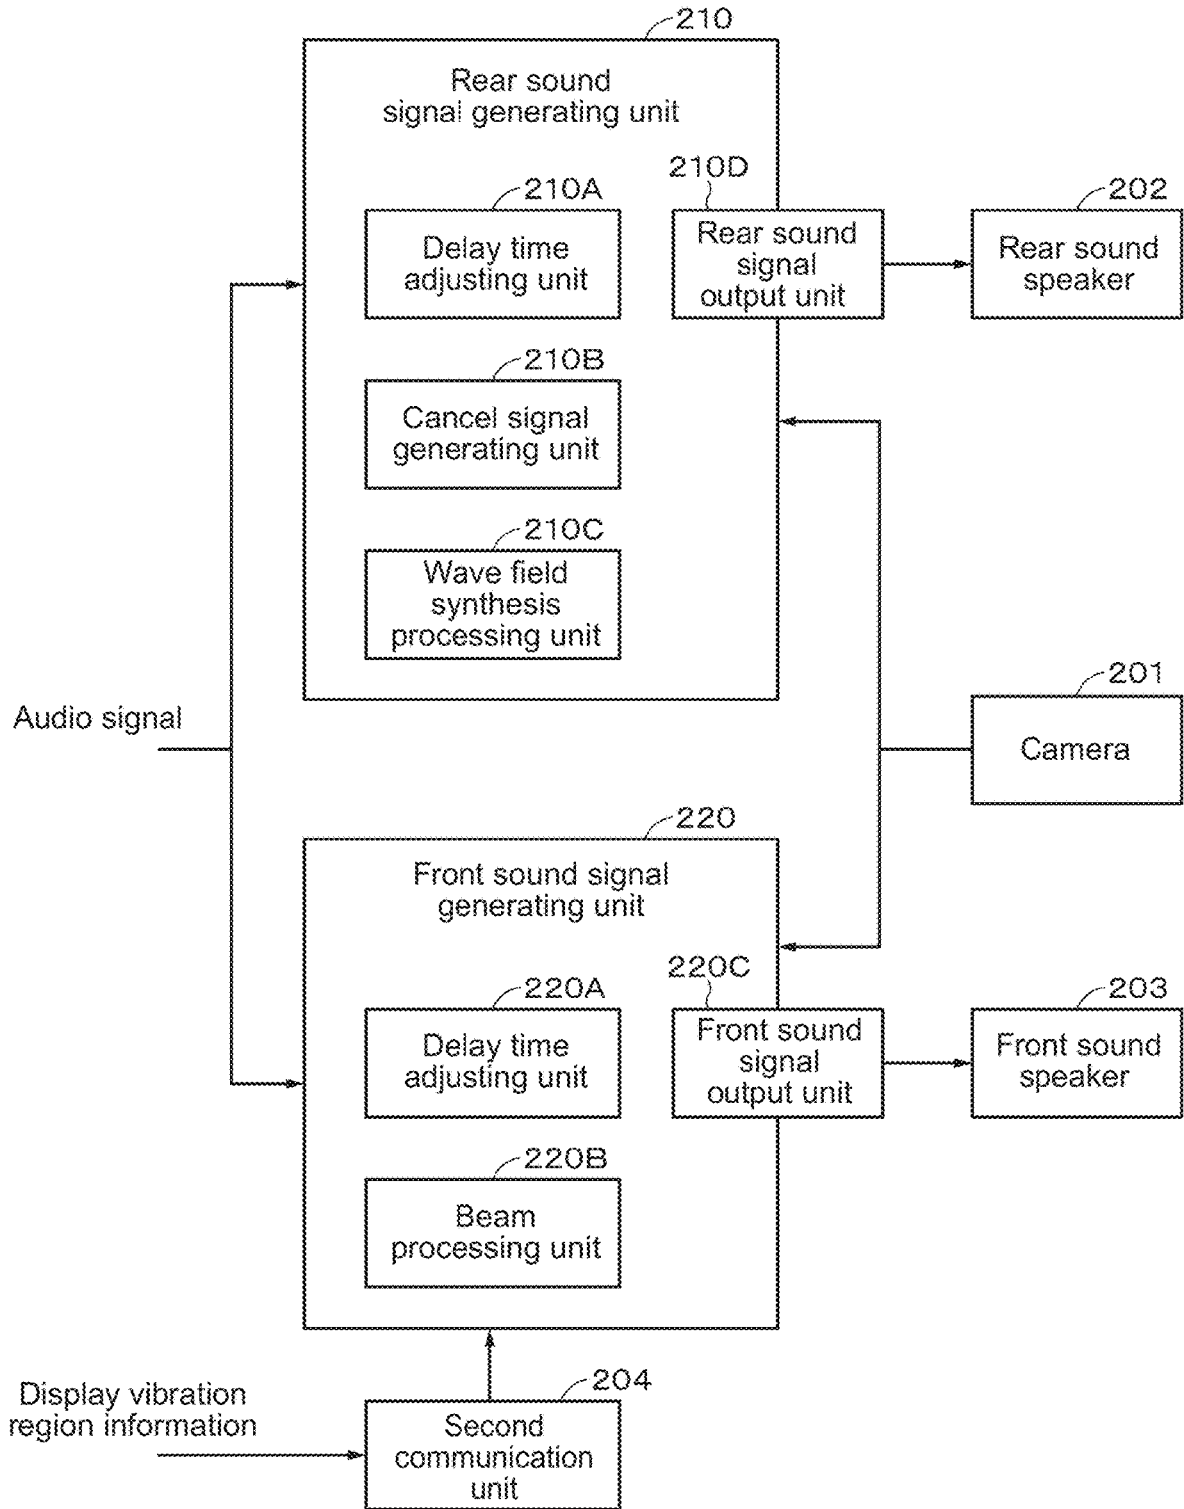 210
Rear sound
signal generating unit
210A
Delay time
adjusting unit
210D
Rear sound
signal
output unit
202
Rear sound
speaker
210B
Cancel signal
generating unit
210C
Wave field
synthesis
processing unit
Audio signal
201
Camera
220
Front sound signal
generating unit
220A
Delay time
adjusting unit
220C
Front sound
signal
output unit
203
Front sound
speaker
220B
Beam
processing unit
Display vibration
region information
204
Second
communication
unit